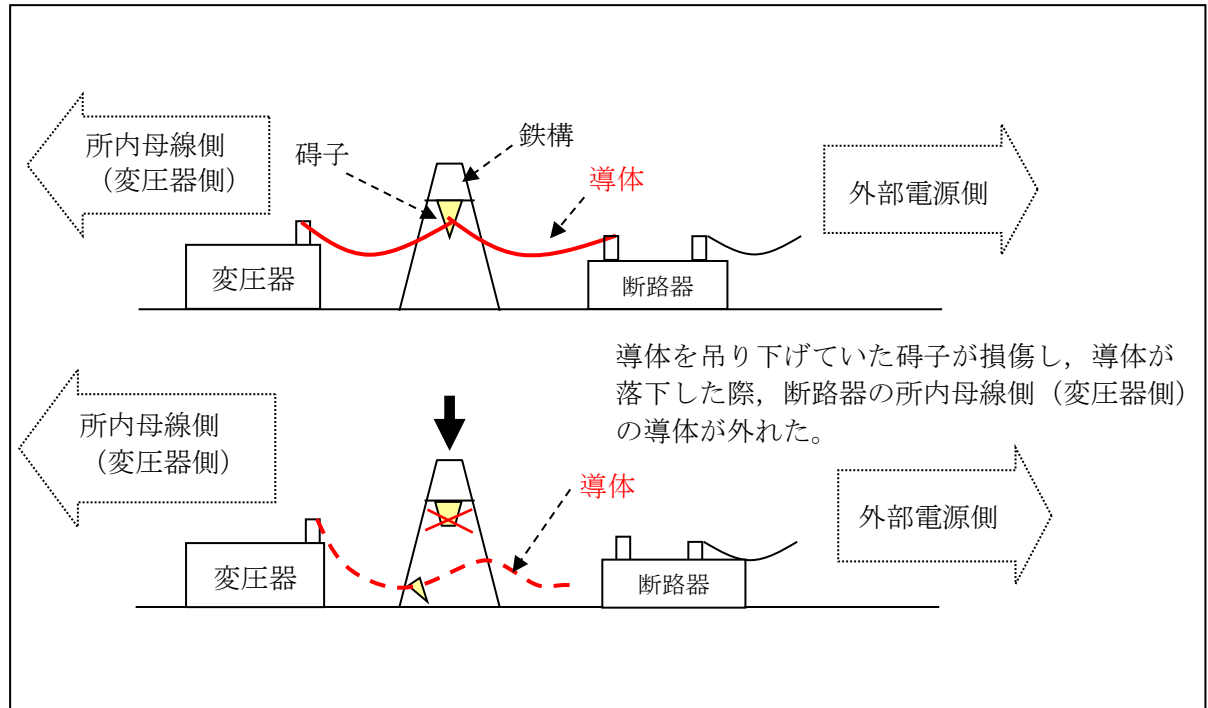 所内母線側
（変圧器側）
碍子
鉄構
導体
外部電源側
変圧器
断路器
導体を吊り下げていた碍子が損傷し，導体が
落下した際，断路器の所内母線側（変圧器側）
の導体が外れた。
所内母線側
（変圧器側）
導体
外部電源側
変圧器
断路器